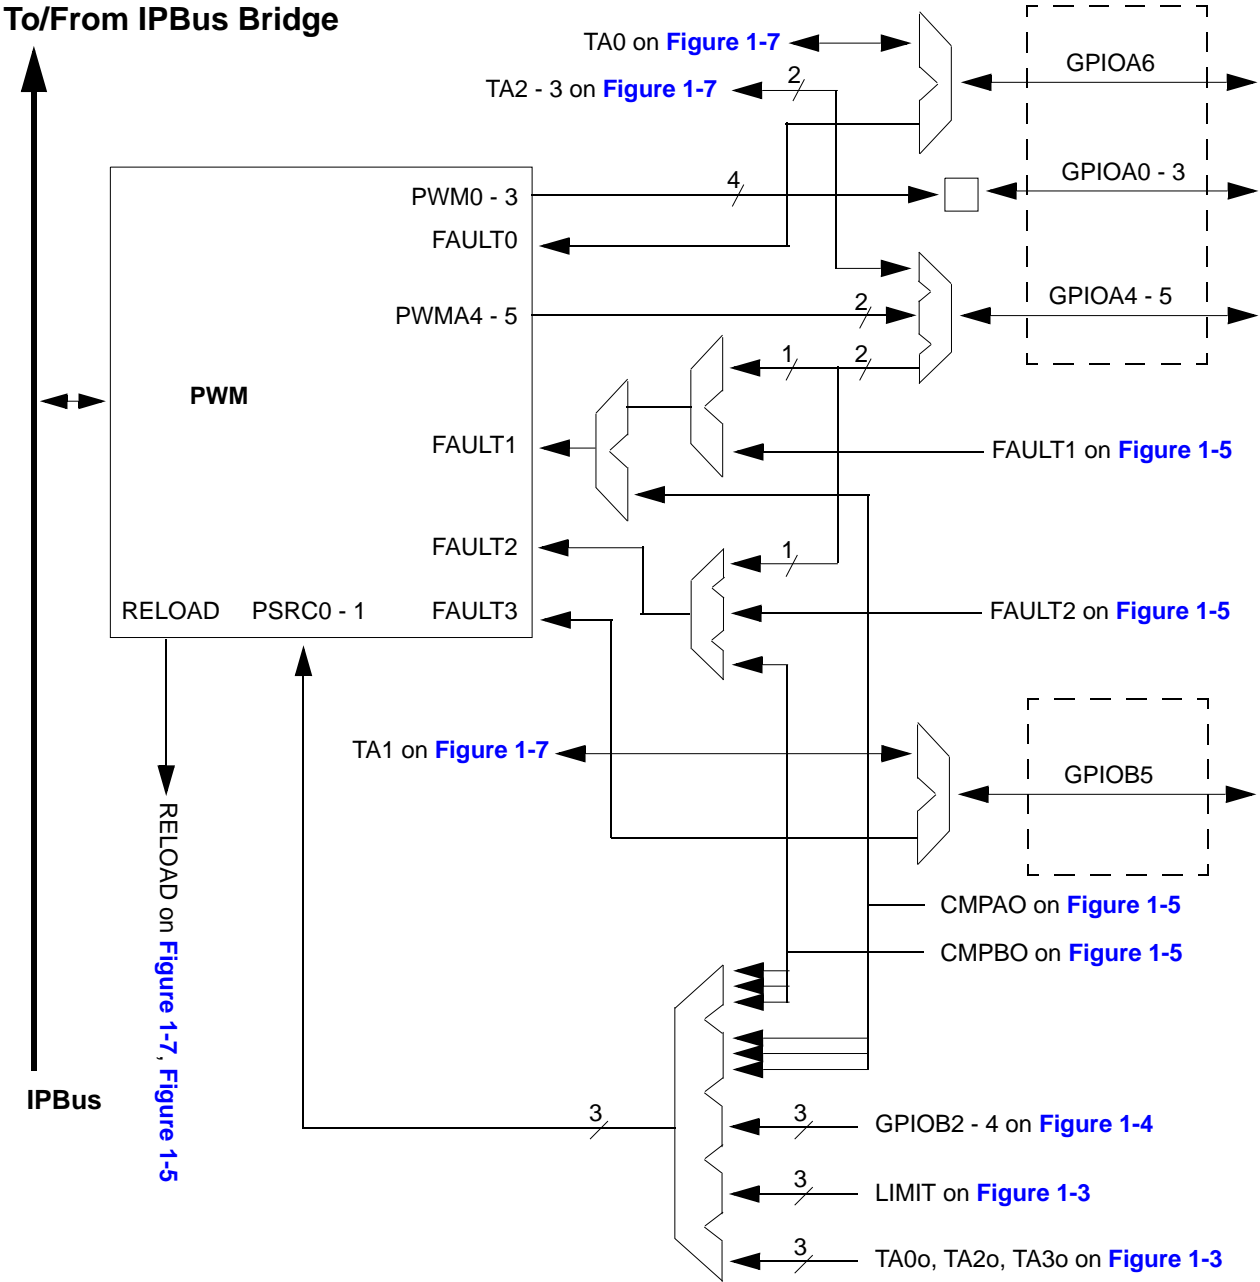 To/From IPBus Bridge
TA0 on Figure 1-7
GPIOA6
TA2 - 3 on Figure 1-7
2
PWM0 - 3
4
GPIOA0 - 3
FAULT0
PWMA4 - 5
2
GPIOA4 - 5
1
2
PWM
FAULT1
FAULT1 on Figure 1-5
FAULT2
1
RELOAD
PSRC0 - 1
FAULT3
FAULT2 on Figure 1-5
TA1 on Figure 1-7
GPIOB5
RELOAD on Figure 1-7, Figure 1-5
CMPAO on Figure 1-5
CMPBO on Figure 1-5
IPBus
3
3
GPIOB2 - 4 on Figure 1-4
3
LIMIT on Figure 1-3
3
TA0o, TA2o, TA3o on Figure 1-3